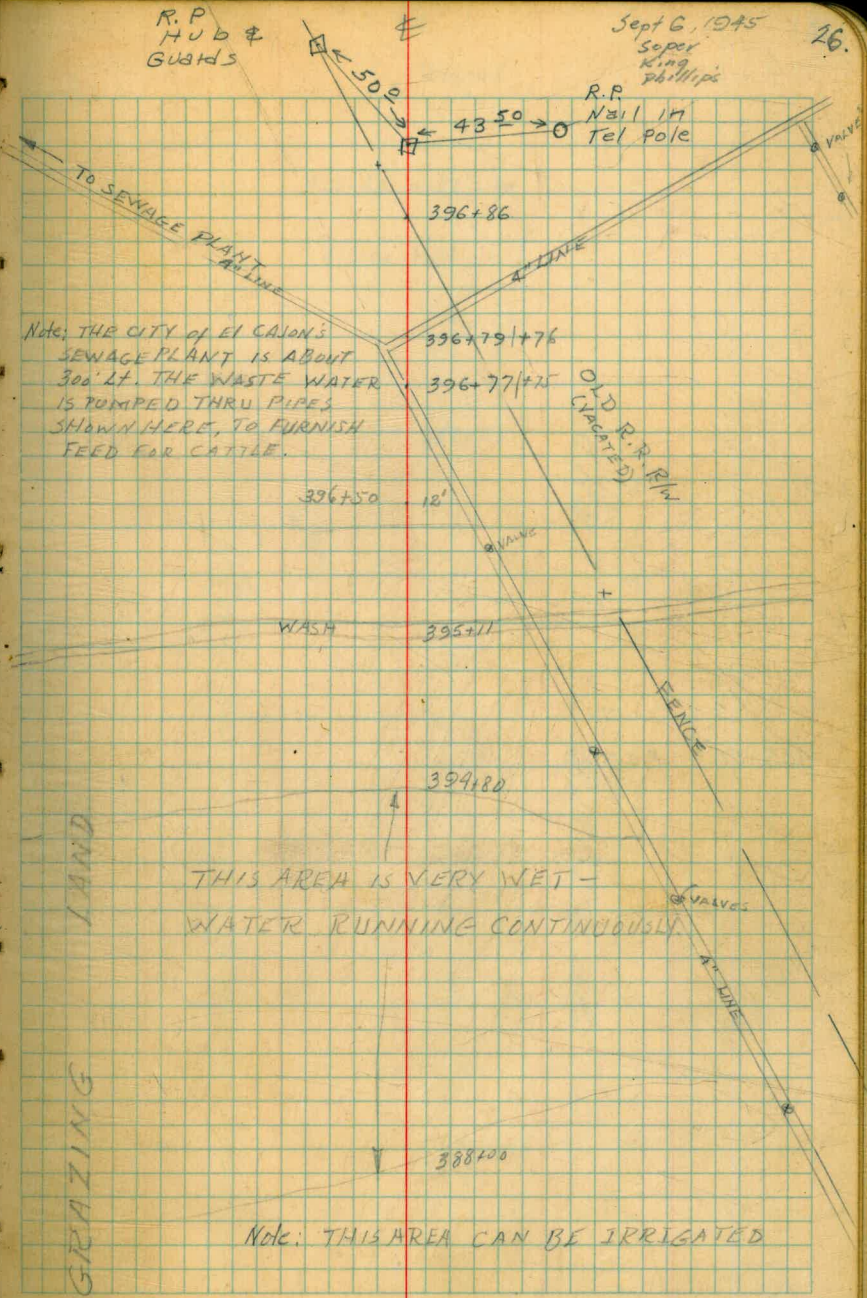 R.P.
Hub &
Guards
℄
Sept 6, 1945
Soper
King
Phillips
26.
50 0
43 50
R.P.
Nail in
Tel Pole
VALVE
TO SEWAGE PLANT
4" LINE
396+86
4" LINE
Note: THE CITY of El CAJON'S
SEWAGE PLANT IS ABOUT
300' Lt. THE WASTE WATER
IS PUMPED THRU PIPES
SHOWN HERE, TO FURNISH
FEED FOR CATTLE.
396+79/+76
396+77/+75
OLD R.R. R/W
(VACATED)
396+50
12'
VALVE
WASH
395+11
FENCE
394+80
THIS AREA IS VERY WET -
WATER RUNNING CONTINUOUSLY
VALVES
4" LINE
GRAZING LAND
388+00
Note: THIS AREA CAN BE IRRIGATED